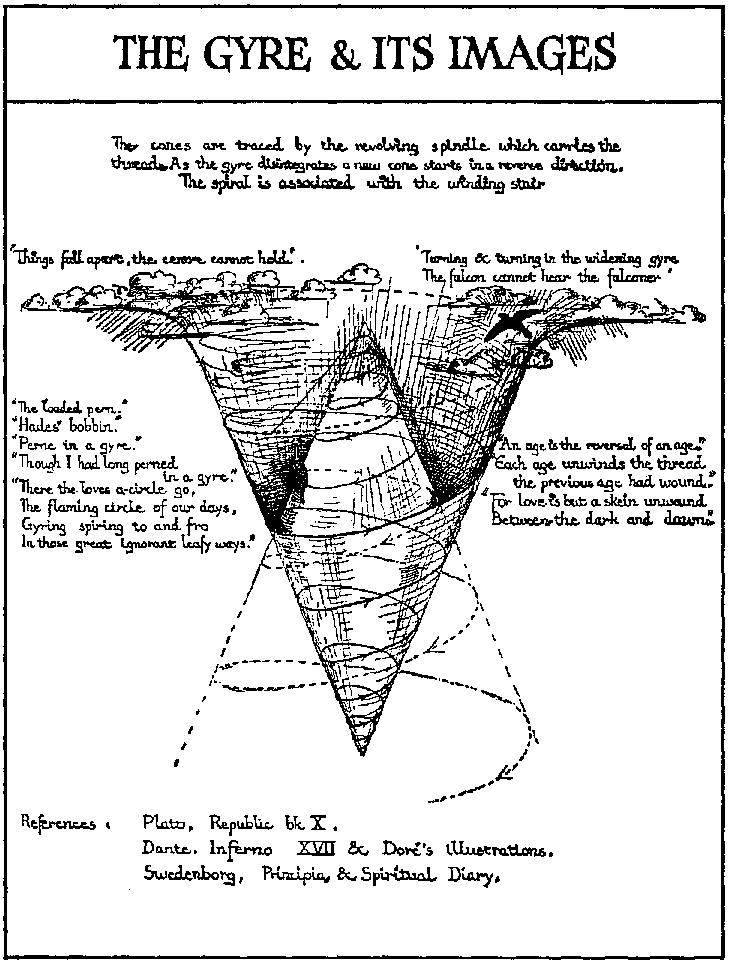 THE GYRE & ITS IMAGES
The cones are traced by the revolving spindle which carries the
threads. As the gyre disintegrates a new cone starts in a reverse direction.
The spiral is associated with the winding stair
"Things fall apart, the centre cannot hold".
'Turning & turning in the widening gyre
The falcon cannot hear the falconer'
"The loaded pern."
"Hades' bobbin."
"Perne in a gyre."
"Though I had long perned
in a gyre."
"There the loves a circle go,
The flaming circle of our days,
Gyring spiring to and fro
In those great ignorant leafy ways."
"An age is the reversal of an age."
"Each age unwinds the thread
the previous age had wound."
"For love is but a skein unwound
Between the dark and dawn."
References : Plato, Republic bk X.
Dante. Inferno XVII & Doré's illustrations.
Swedenborg, Principia, & Spiritual Diary.